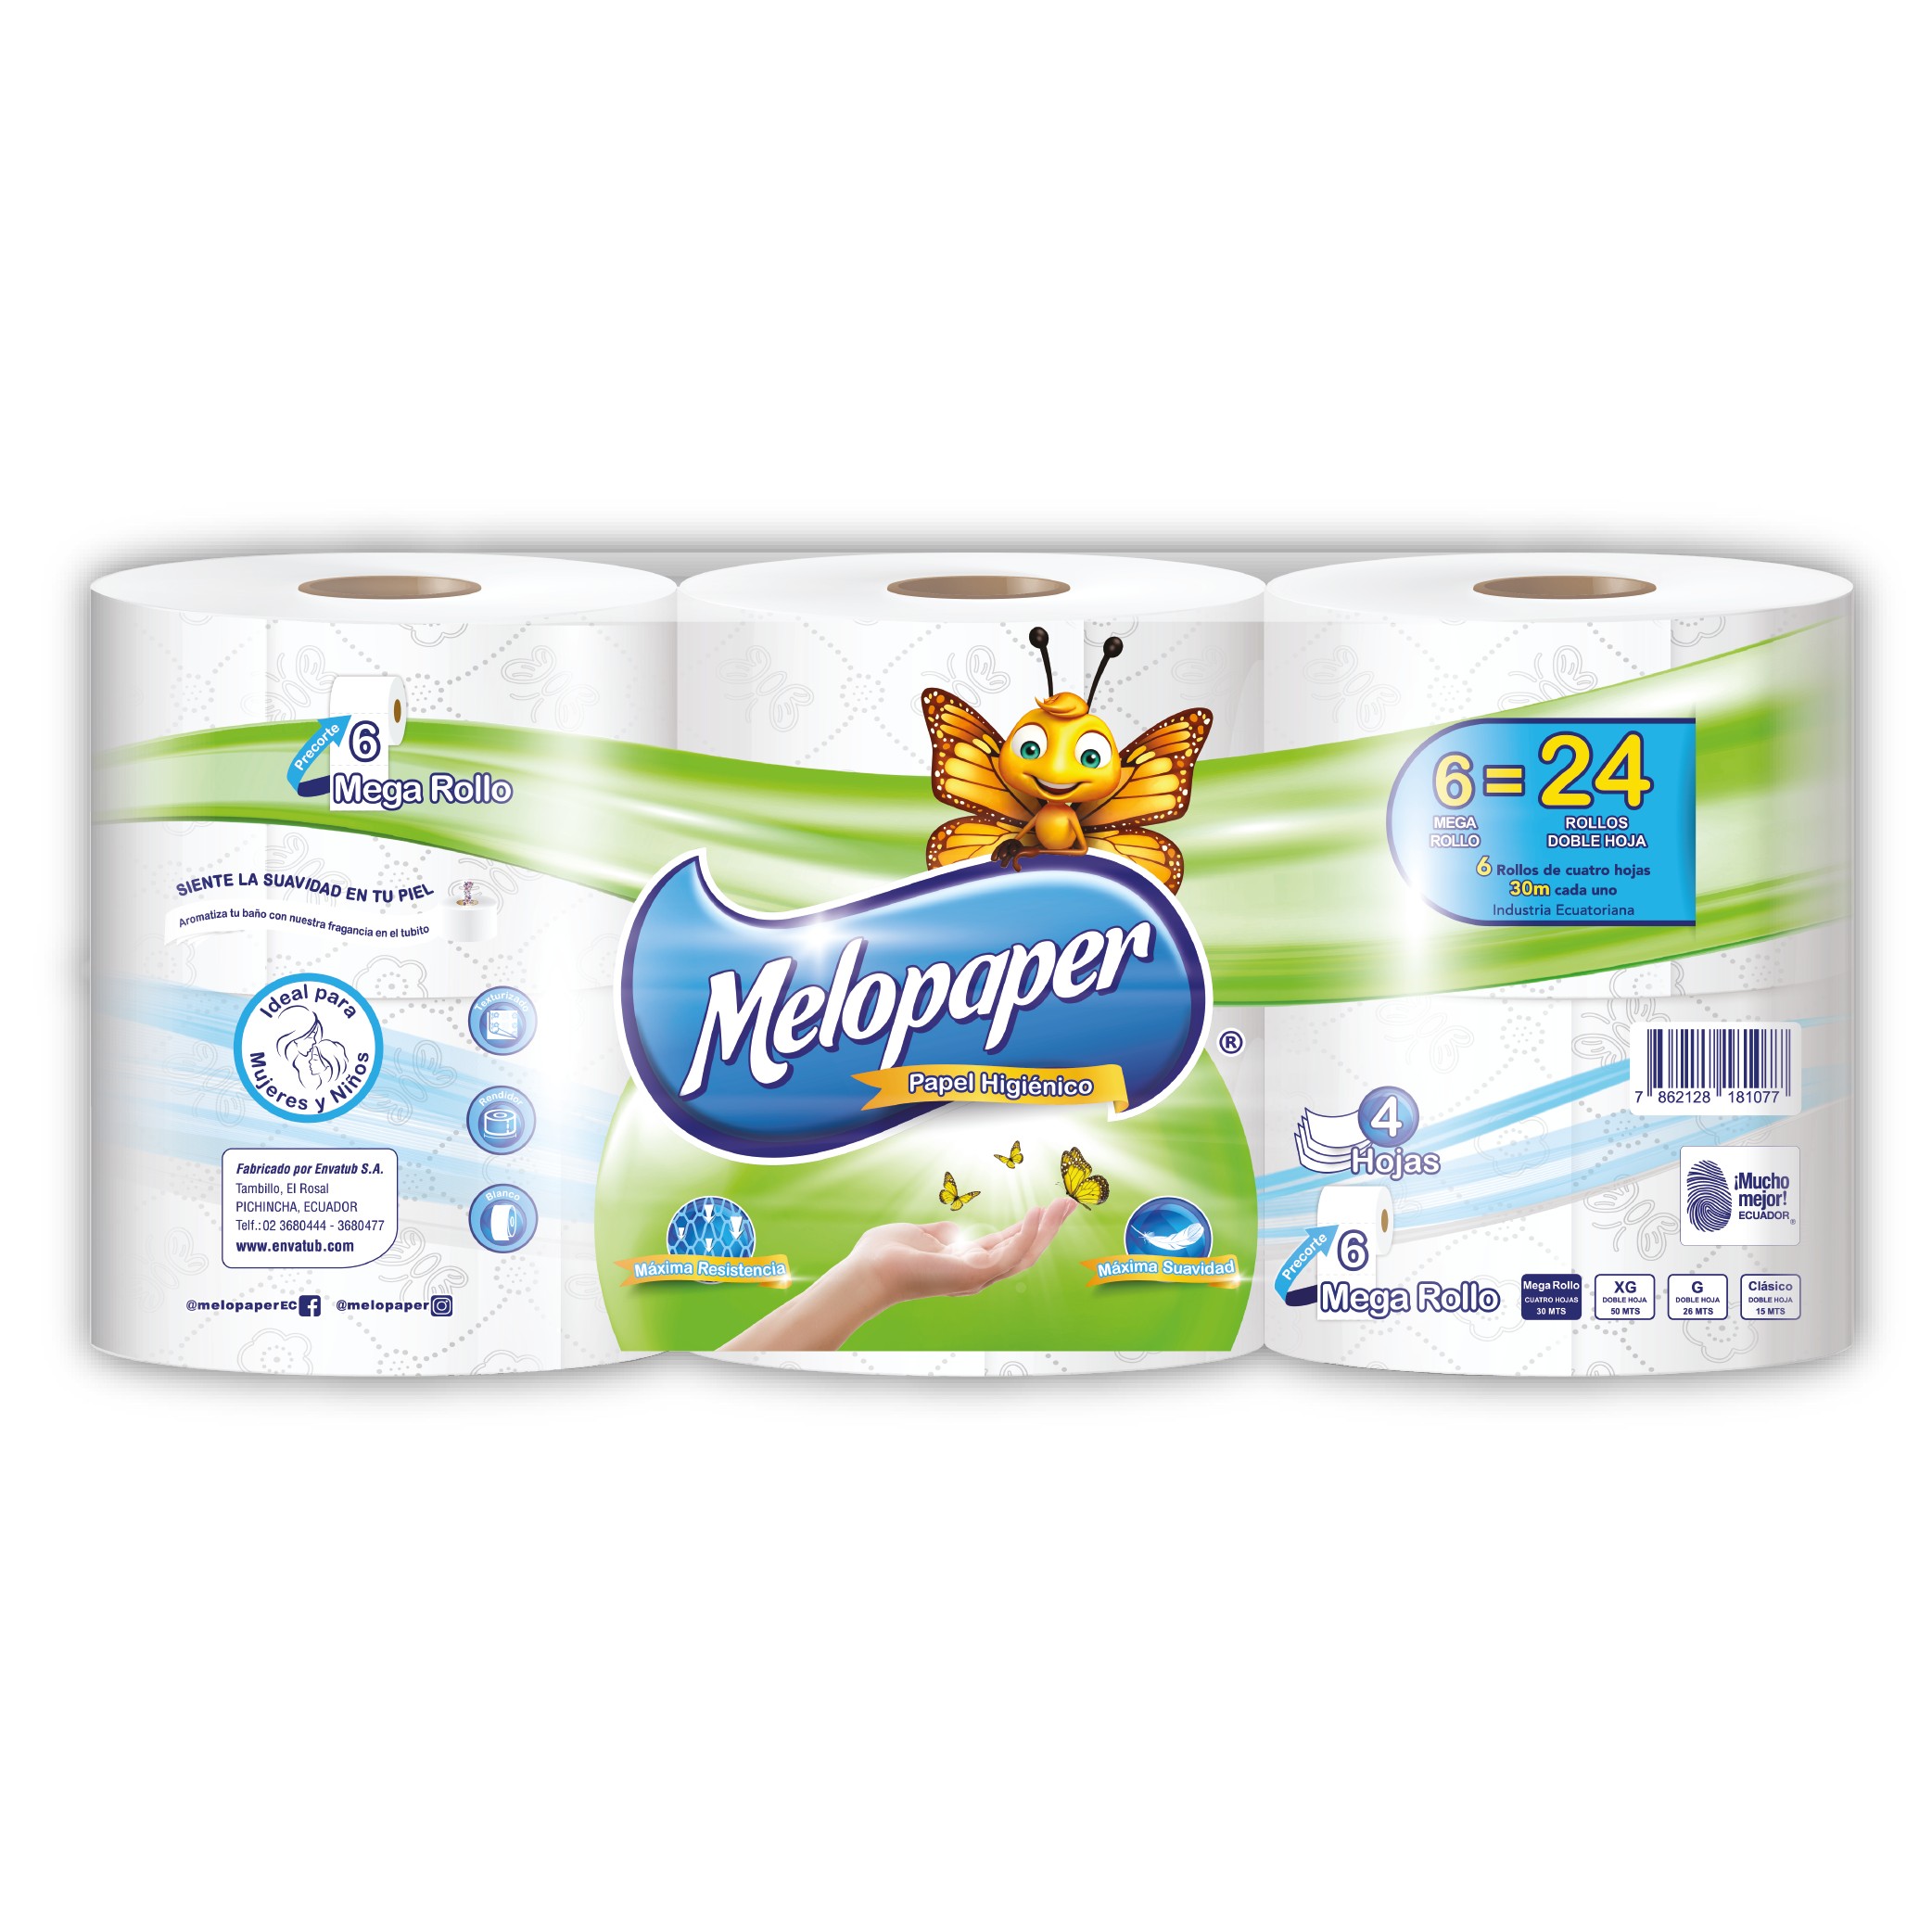 Precorte
6
Mega Rollo
SIENTE LA SUAVIDAD EN TU PIEL
Aromatiza tu baño con nuestra fragancia en el tubito
Ideal para
Mujeres y Niños
Texturizado
Rendidor
Blanco
Fabricado por Envatub S.A.
Tambillo, El Rosal
PICHINCHA, ECUADOR
Telf.: 02 3680444 - 3680477
www.envatub.com
@melopaperEC
@melopaper
Melopaper
®
Papel Higiénico
Máxima Resistencia
Máxima Suavidad
6 = 24
MEGA ROLLOS
ROLLO DOBLE HOJA
6 Rollos de cuatro hojas
30m cada uno
Industria Ecuatoriana
7 862128 181077
4
Hojas
¡Mucho
mejor!
ECUADOR®
Precorte
6
Mega Rollo
Mega Rollo
CUATRO HOJAS
30 MTS
XG
DOBLE HOJA
50 MTS
G
DOBLE HOJA
26 MTS
Clásico
DOBLE HOJA
15 MTS